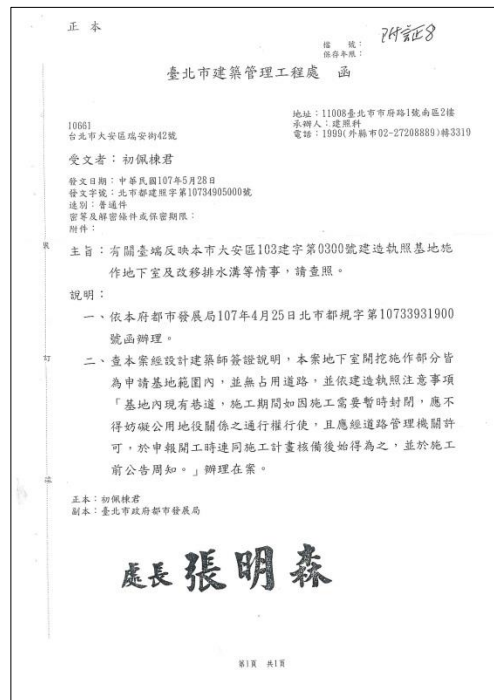 正本
附証8
檔　號：
保存年限：
臺北市建築管理工程處　函
地址：11008臺北市市府路1號南區2樓
承辦人：建照科
電話：1999(外縣市02-27208889)轉3319
10661
台北市大安區瑞安街42號
受文者：初佩棟君
發文日期：中華民國107年5月28日
發文字號：北市都建照字第10734905000號
速別：普通件
密等及解密條件或保密期限：
附件：
主旨：有關臺端反映本市大安區103建字第0300號建造執照基地施
作地下室及改移排水溝等情事，請查照。
說明：
一、依本府都市發展局107年4月25日北市都規字第10733931900
號函辦理。
二、查本案經設計建築師簽證說明，本案地下室開挖施作部分皆
為申請基地範圍內，並無占用道路，並依建造執照注意事項
「基地內現有巷道，施工期間如因施工需要暫時封閉，應不
得妨礙公用地役關係之通行權行使，且應經道路管理機關許
可，於申報開工時連同施工計畫核備後始得為之，並於施工
前公告周知。」辦理在案。
裝
訂
線
正本：初佩棟君
副本：臺北市政府都市發展局
處長 張明森
第1頁　共1頁